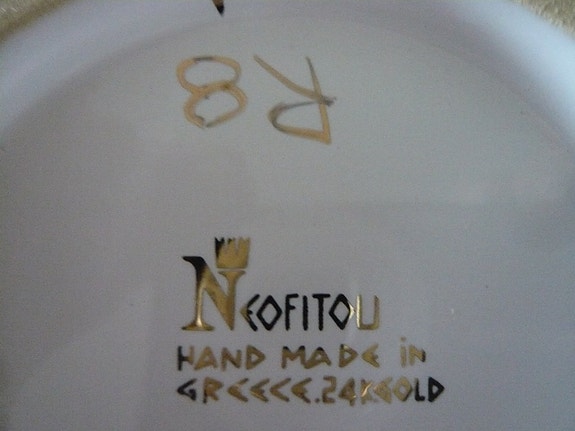 R8
NEOFITOU
HAND MADE in
GREECE.24KGOLD